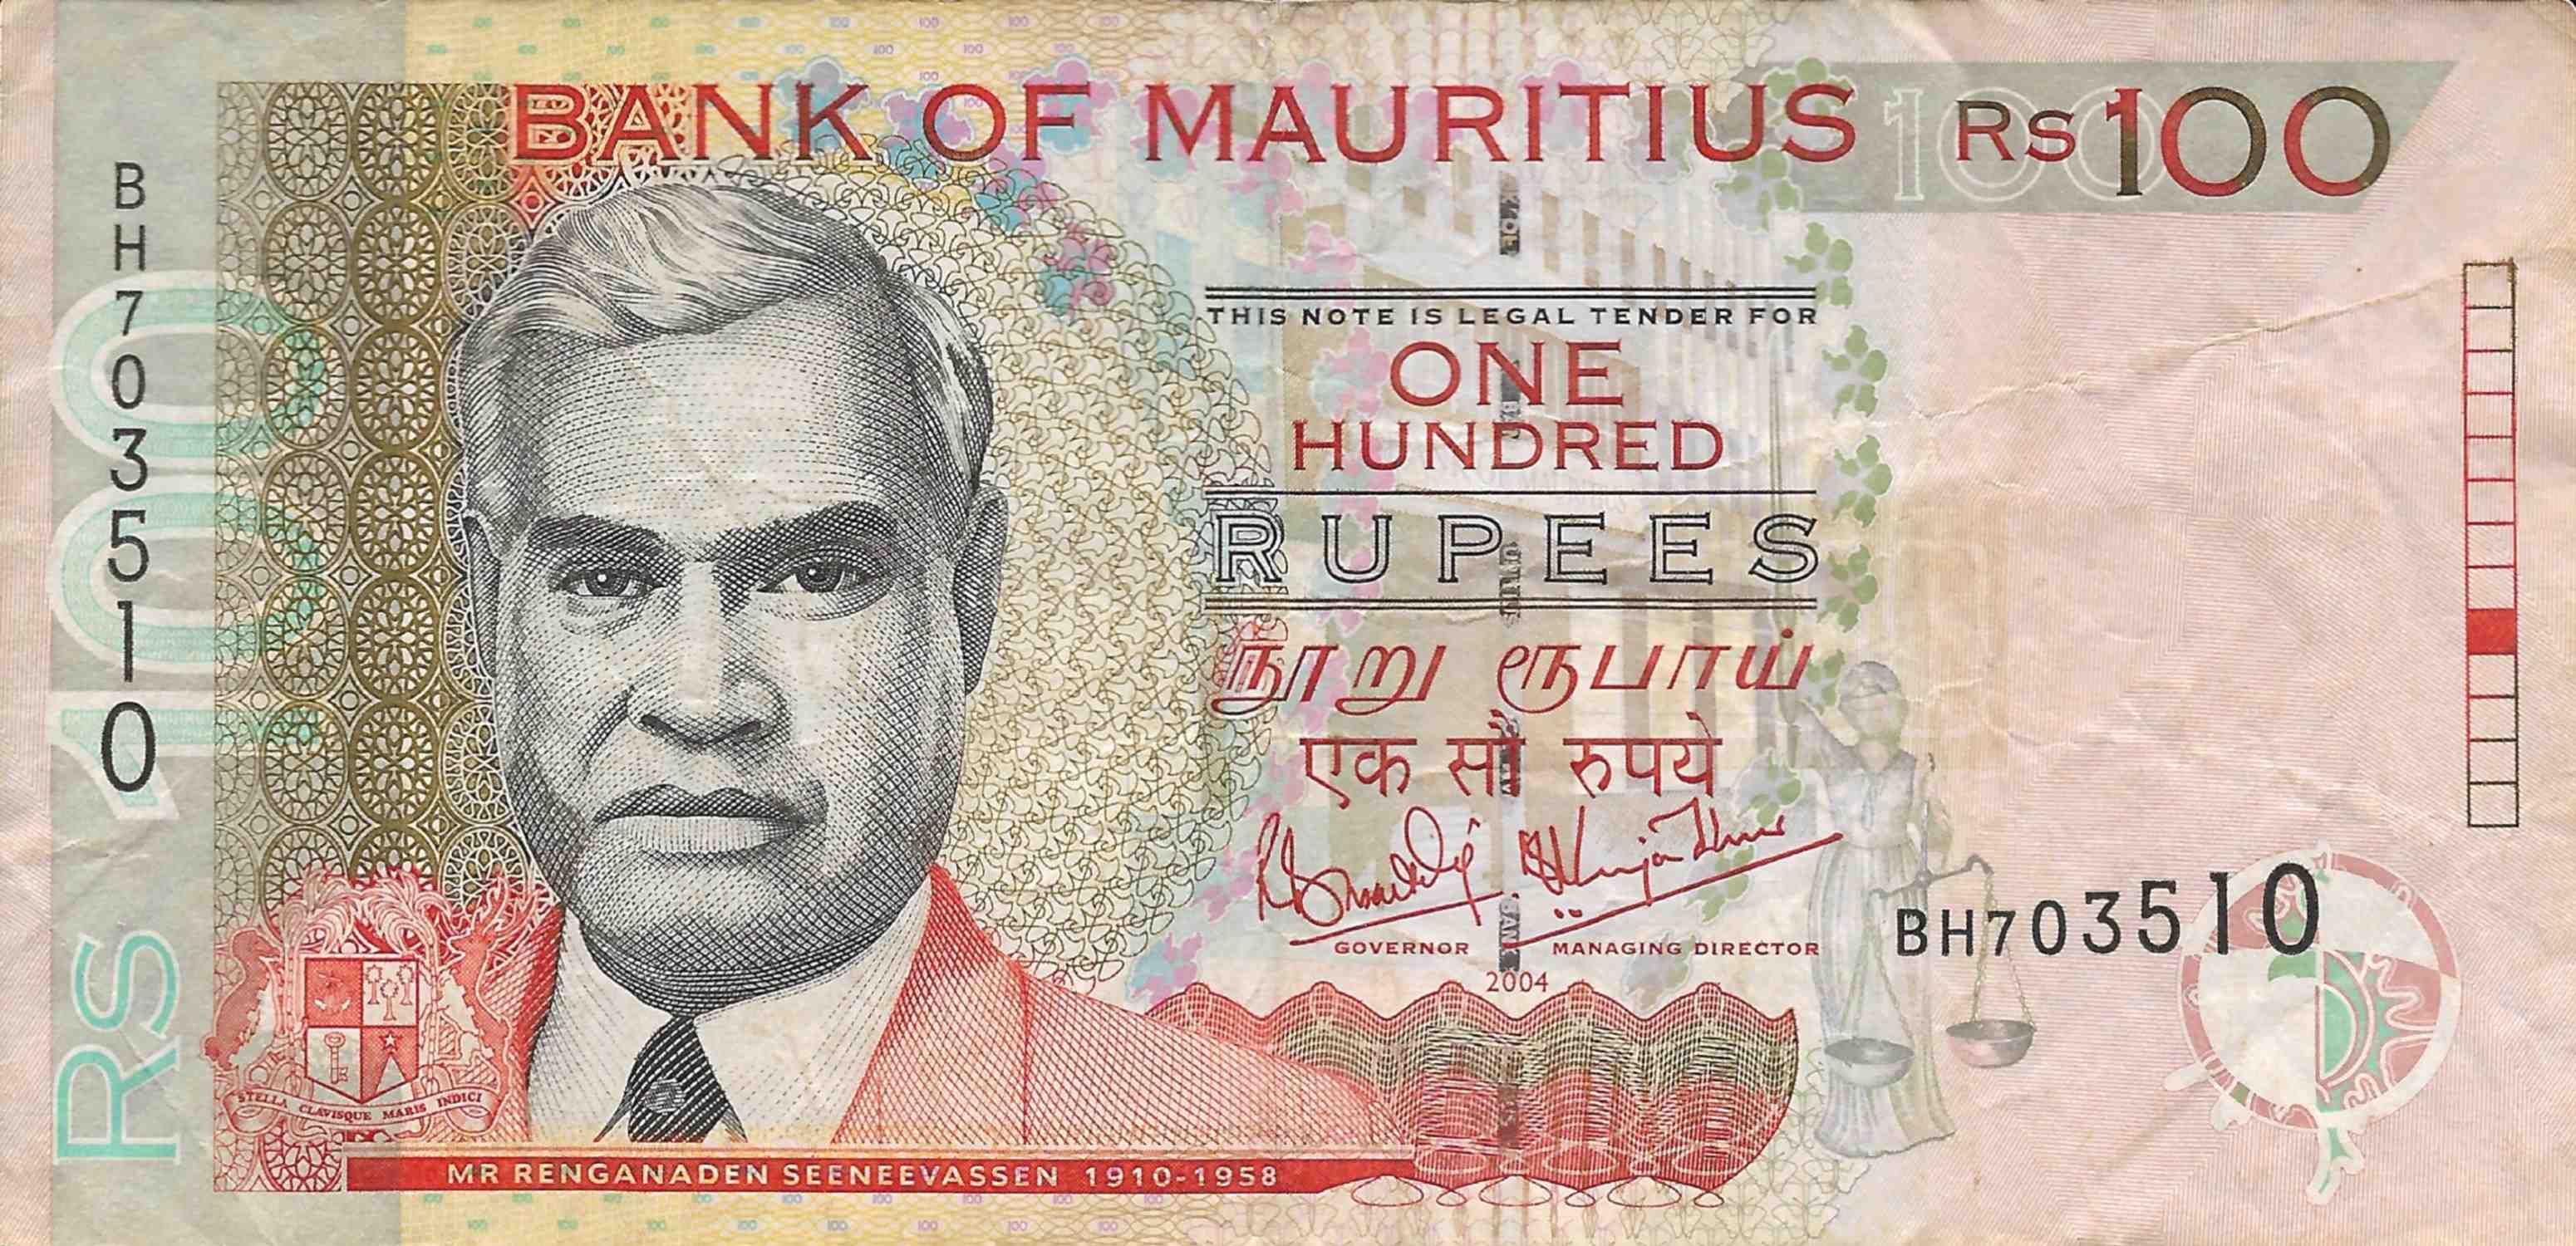 BANK OF MAURITIUS Rs 100
100
BH703510
Rs 100
THIS NOTE IS LEGAL TENDER FOR
ONE
HUNDRED
RUPEES
நூறு ரூபாய்
एक सौ रुपये
GOVERNOR MANAGING DIRECTOR
2004
BH703510
STELLA CLAVISQUE MARIS INDICI
MR RENGANADEN SEENEEVASSEN 1910-1958